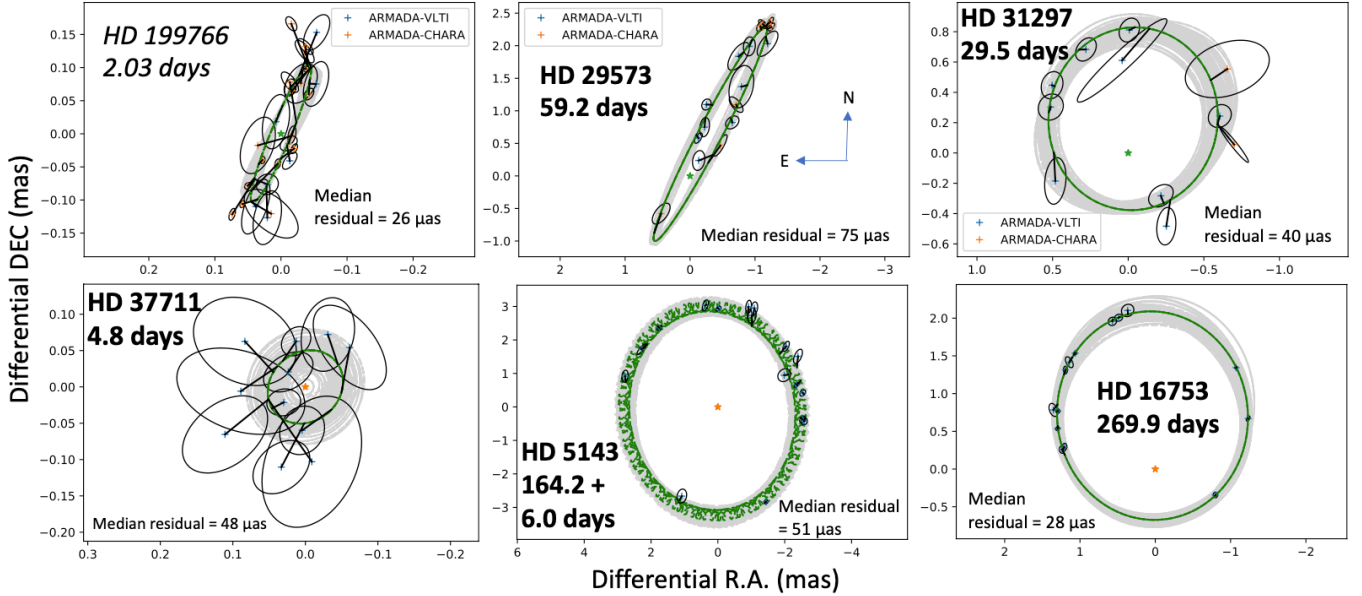 Differential DEC (mas)
HD 199766
2.03 days
ARMADA-VLTI
ARMADA-CHARA
Median
residual = 26 μas
0.15
0.10
0.05
0.00
−0.05
−0.10
−0.15
0.2
0.1
0.0
−0.1
−0.2
ARMADA-VLTI
ARMADA-CHARA
HD 29573
59.2 days
N
E
Median residual = 75 μas
2.5
2.0
1.5
1.0
0.5
0.0
−0.5
−1.0
2
1
0
−1
−2
−3
HD 31297
29.5 days
ARMADA-VLTI
ARMADA-CHARA
Median
residual = 40 μas
0.8
0.6
0.4
0.2
0.0
−0.2
−0.4
−0.6
1.0
0.5
0.0
−0.5
−1.0
HD 37711
4.8 days
Median residual = 48 μas
0.10
0.05
0.00
−0.05
−0.10
−0.15
−0.20
0.3
0.2
0.1
0.0
−0.1
−0.2
HD 5143
164.2 +
6.0 days
Median residual
= 51 μas
3
2
1
0
−1
−2
−3
6
4
2
0
−2
−4
HD 16753
269.9 days
Median
residual = 28 μas
2.0
1.5
1.0
0.5
0.0
−0.5
2
1
0
−1
−2
Differential R.A. (mas)